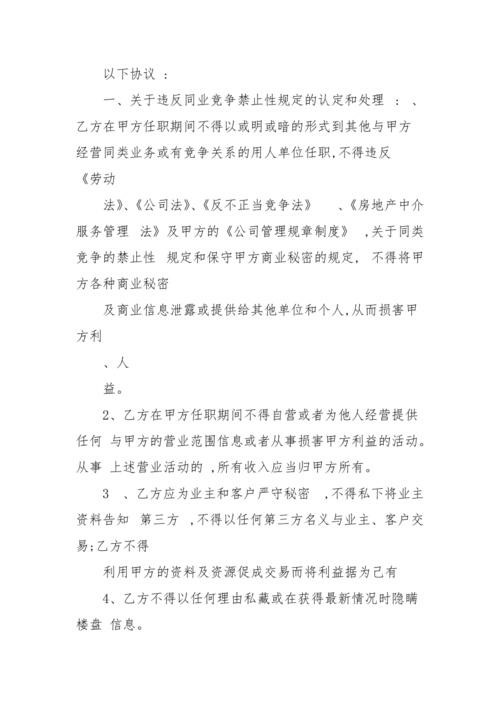 以下协议 :
一、关于违反同业竞争禁止性规定的认定和处理 : 、
乙方在甲方任职期间不得以或明或暗的形式到其他与甲方
经营同类业务或有竞争关系的用人单位任职,不得违反
《劳动
法》、《公司法》、《反不正当竞争法》 、《房地产中介
服务管理 法》及甲方的《公司管理规章制度》 ,关于同类
竞争的禁止性 规定和保守甲方商业秘密的规定, 不得将甲
方各种商业秘密
及商业信息泄露或提供给其他单位和个人,从而损害甲
方利
、人
益。
2、乙方在甲方任职期间不得自营或者为他人经营提供
任何 与甲方的营业范围信息或者从事损害甲方利益的活动。
从事 上述营业活动的 ,所有收入应当归甲方所有。
3 、乙方应为业主和客户严守秘密 ,不得私下将业主
资料告知 第三方 ,不得以任何第三方名义与业主、客户交
易;乙方不得
利用甲方的资料及资源促成交易而将利益据为己有
4、乙方不得以任何理由私藏或在获得最新情况时隐瞒
楼盘 信息。